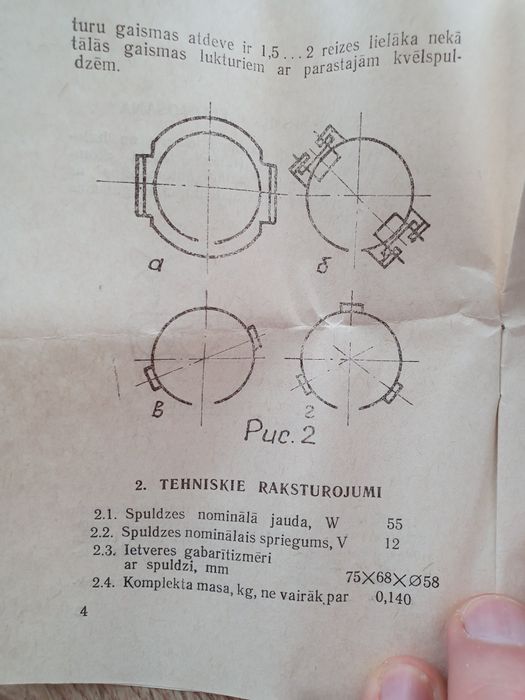 turu gaismas atdeve ir 1,5...2 reizes lielāka nekā
tālās gaismas lukturiem ar parastajām kvēlspul-
dzēm.
а
б
в
г
Рис. 2
2. TEHNISKIE RAKSTUROJUMI
2.1. Spuldzes nominālā jauda, W 55
2.2. Spuldzes nominālais spriegums, V 12
2.3. Ietveres gabarītizmēri
ar spuldzi, mm 75×68×∅58
2.4. Komplekta masa, kg, ne vairāk par 0,140
4